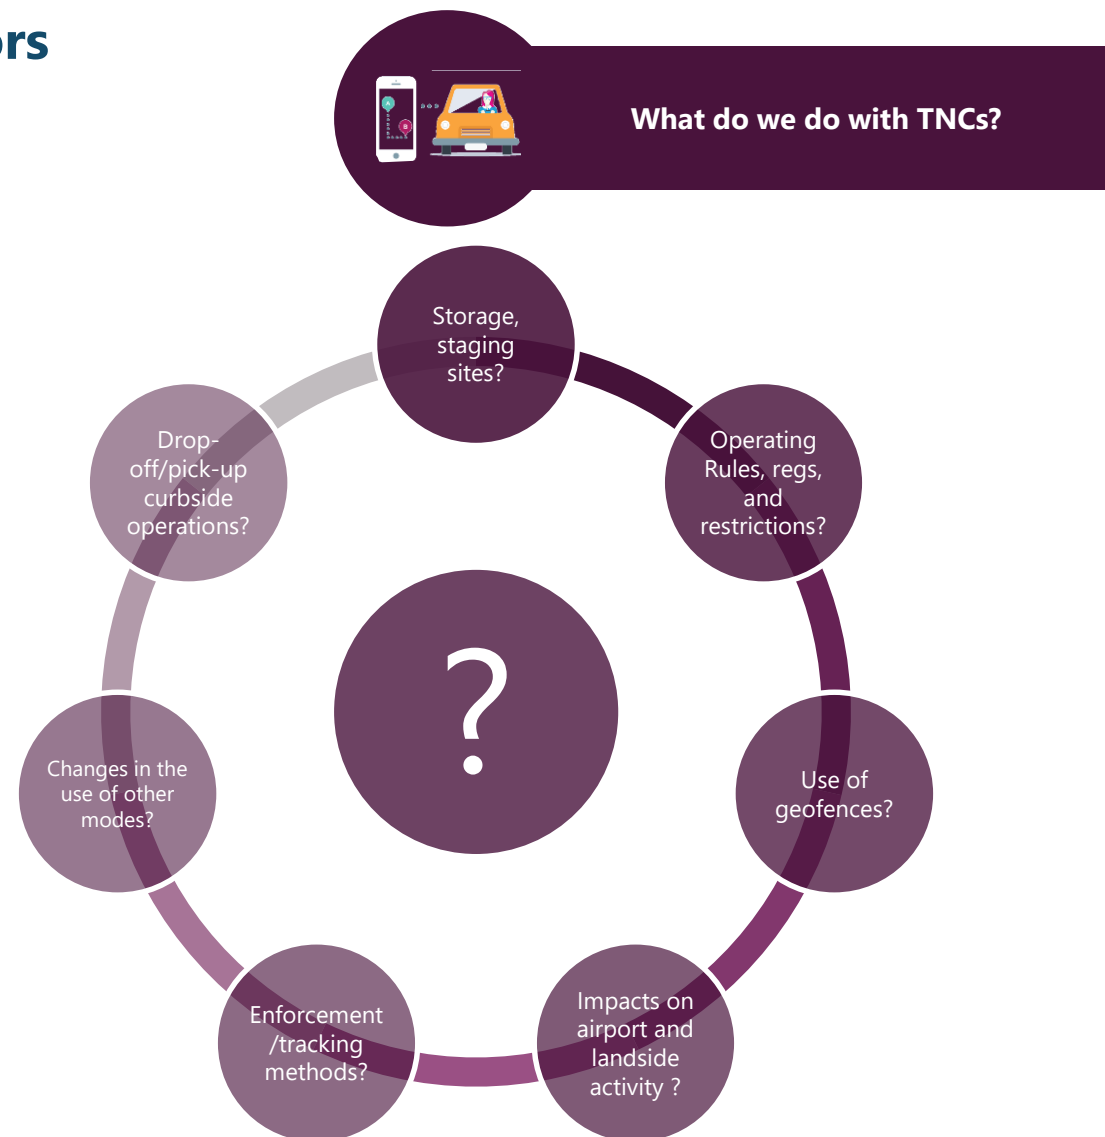 ors
What do we do with TNCs?
Storage,
staging
sites?
Operating
Rules, regs,
and
restrictions?
Use of
geofences?
Impacts on
airport and
landside
activity ?
Enforcement
/tracking
methods?
Changes in the
use of other
modes?
Drop-
off/pick-up
curbside
operations?
?
A
B